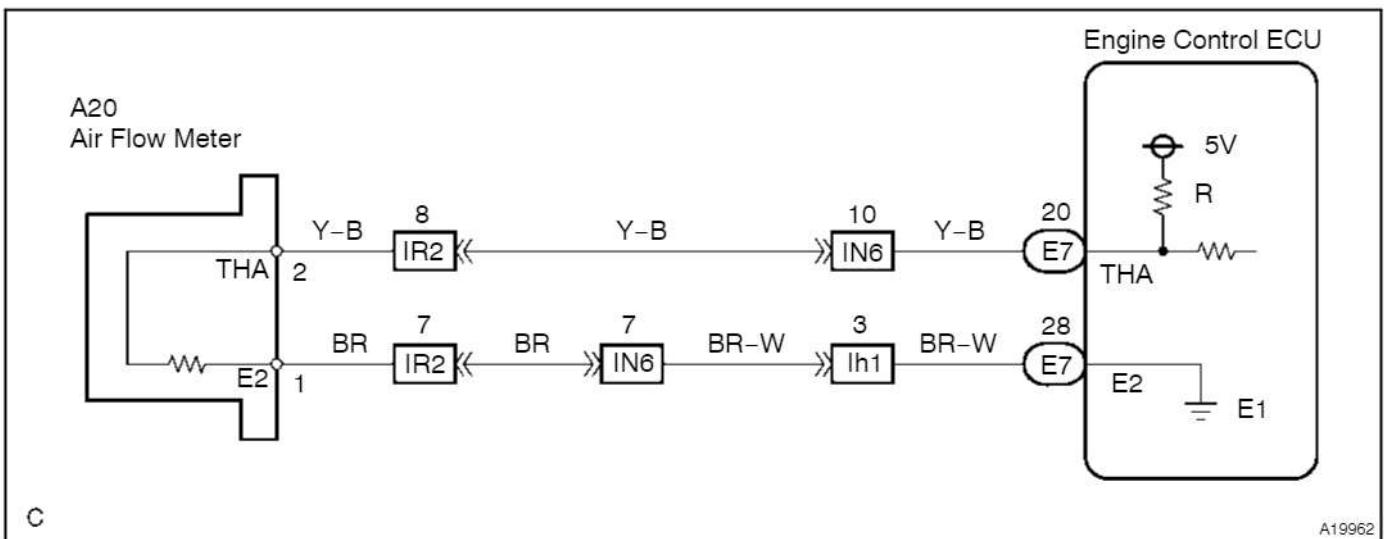 Engine Control ECU
A20
Air Flow Meter
5V
R
Y–B 8 Y–B 10 Y–B 20
IR2 IN6 E7
THA 2 THA
BR 7 BR 7 BR–W 3 BR–W 28
IR2 IN6 Ih1 E7
E2 1 E2
E1
C
A19962